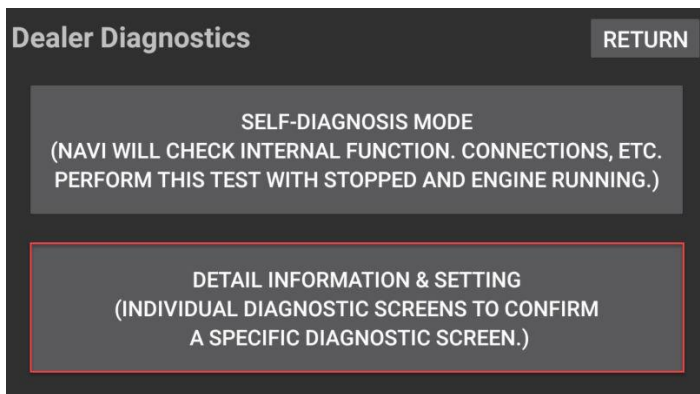 Dealer Diagnostics
RETURN
SELF-DIAGNOSIS MODE
(NAVI WILL CHECK INTERNAL FUNCTION. CONNECTIONS, ETC.
PERFORM THIS TEST WITH STOPPED AND ENGINE RUNNING.)
DETAIL INFORMATION & SETTING
(INDIVIDUAL DIAGNOSTIC SCREENS TO CONFIRM
A SPECIFIC DIAGNOSTIC SCREEN.)